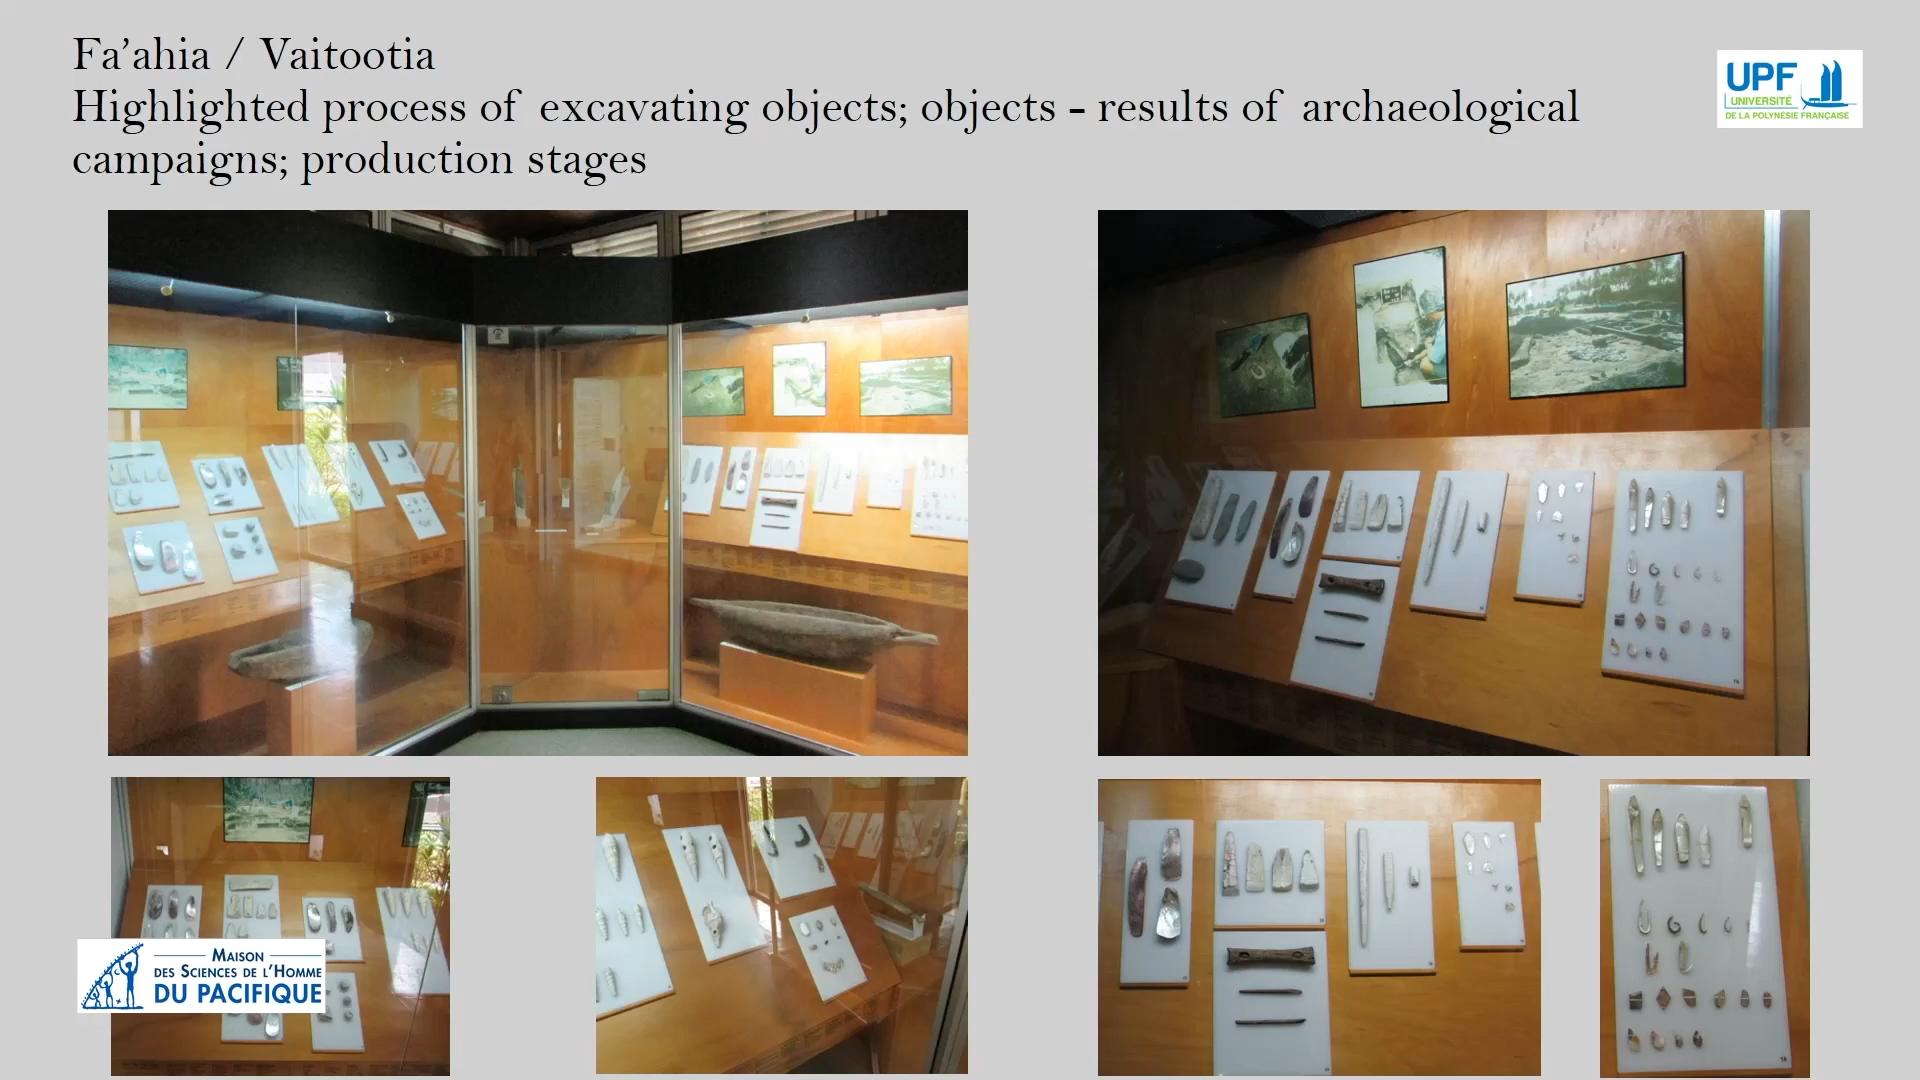 Fa’ahia / Vaitootia
Highlighted process of excavating objects; objects - results of archaeological
campaigns; production stages
UPF
UNIVERSITÉ
DE LA POLYNÉSIE FRANÇAISE
MAISON
DES SCIENCES DE L’HOMME
DU PACIFIQUE